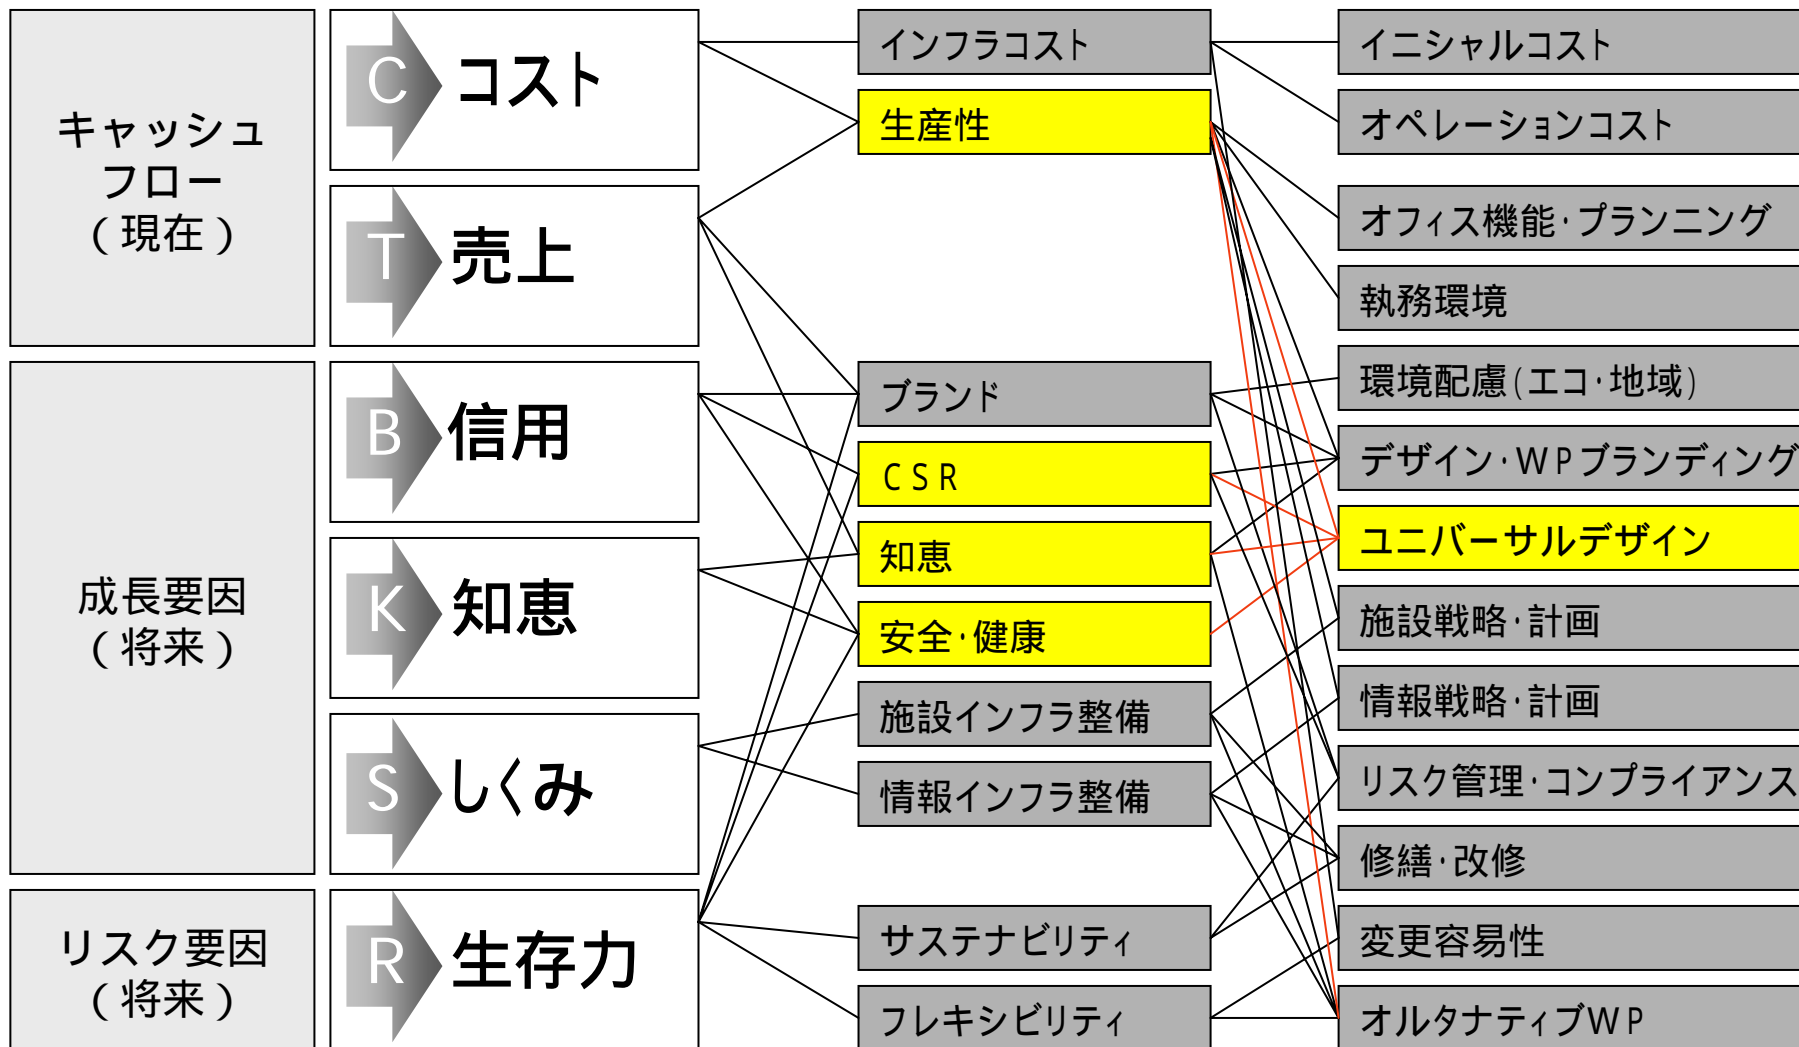 キャッシュ
フロー
（現在）
成長要因
（将来）
リスク要因
（将来）
C コスト
T 売上
B 信用
K 知恵
S しくみ
R 生存力
インフラコスト
生産性
ブランド
ＣＳＲ
知恵
安全・健康
施設インフラ整備
情報インフラ整備
サステナビリティ
フレキシビリティ
イニシャルコスト
オペレーションコスト
オフィス機能・プランニング
執務環境
環境配慮(エコ・地域)
デザイン・ＷＰブランディング
ユニバーサルデザイン
施設戦略・計画
情報戦略・計画
リスク管理・コンプライアンス
修繕・改修
変更容易性
オルタナティブＷＰ